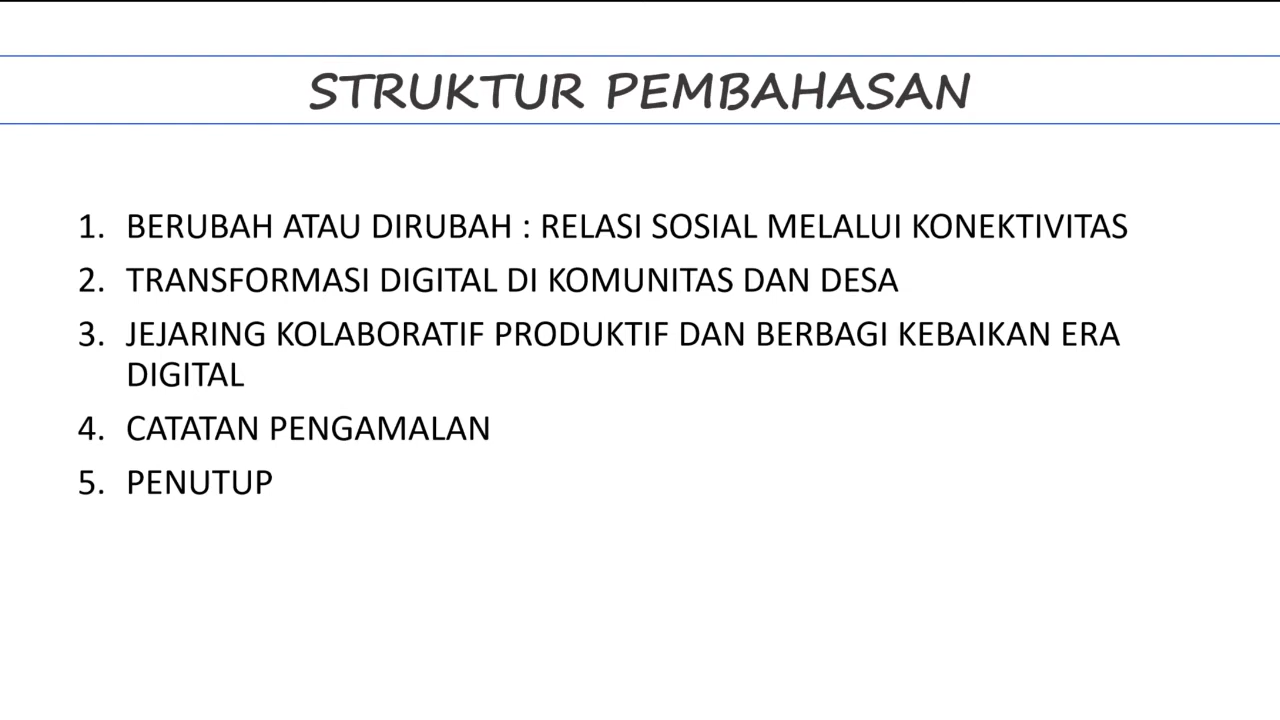 STRUKTUR PEMBAHASAN
1. BERUBAH ATAU DIRUBAH : RELASI SOSIAL MELALUI KONEKTIVITAS
2. TRANSFORMASI DIGITAL DI KOMUNITAS DAN DESA
3. JEJARING KOLABORATIF PRODUKTIF DAN BERBAGI KEBAIKAN ERA
DIGITAL
4. CATATAN PENGAMALAN
5. PENUTUP